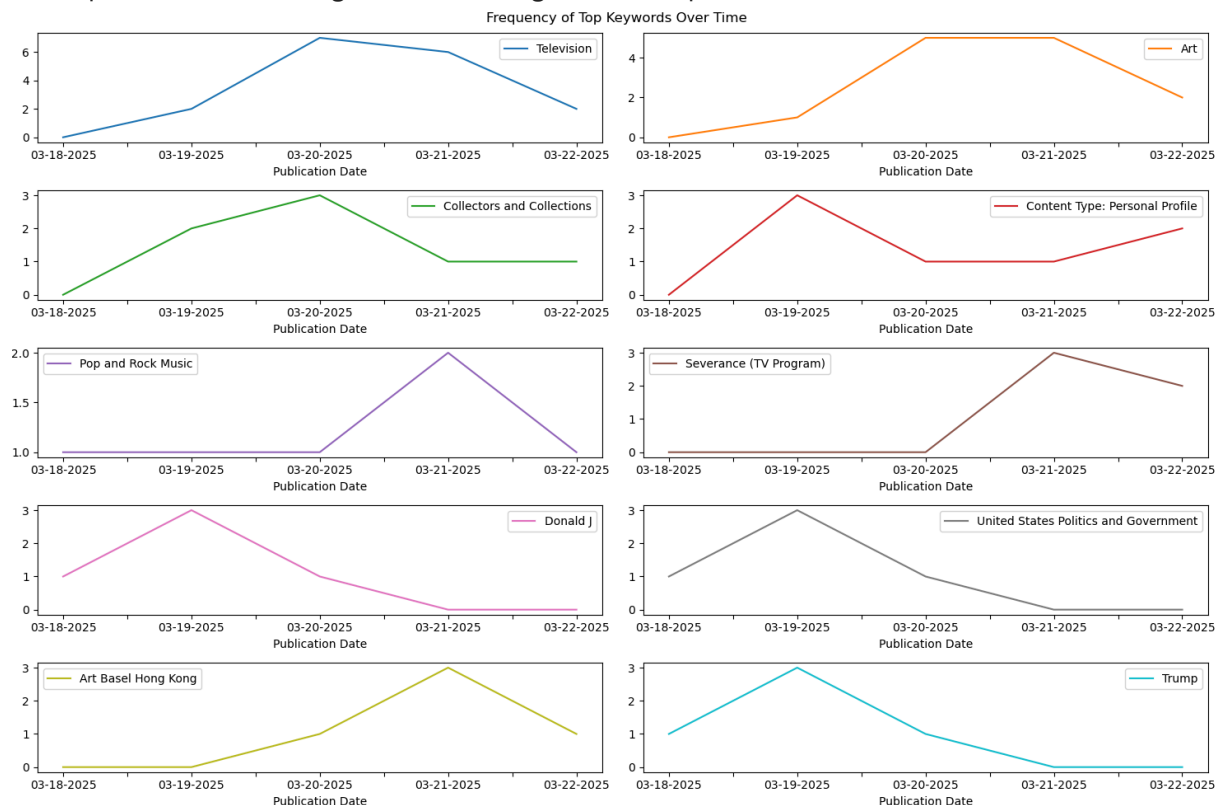 Frequency of Top Keywords Over Time
6
4
2
0
Television
03-18-2025 03-19-2025 03-20-2025 03-21-2025 03-22-2025
Publication Date
4
2
0
Art
03-18-2025 03-19-2025 03-20-2025 03-21-2025 03-22-2025
Publication Date
3
2
1
0
Collectors and Collections
03-18-2025 03-19-2025 03-20-2025 03-21-2025 03-22-2025
Publication Date
3
2
1
0
Content Type: Personal Profile
03-18-2025 03-19-2025 03-20-2025 03-21-2025 03-22-2025
Publication Date
2.0
1.5
1.0
Pop and Rock Music
03-18-2025 03-19-2025 03-20-2025 03-21-2025 03-22-2025
Publication Date
3
2
1
0
Severance (TV Program)
03-18-2025 03-19-2025 03-20-2025 03-21-2025 03-22-2025
Publication Date
3
2
1
0
Donald J
03-18-2025 03-19-2025 03-20-2025 03-21-2025 03-22-2025
Publication Date
3
2
1
0
United States Politics and Government
03-18-2025 03-19-2025 03-20-2025 03-21-2025 03-22-2025
Publication Date
3
2
1
0
Art Basel Hong Kong
03-18-2025 03-19-2025 03-20-2025 03-21-2025 03-22-2025
Publication Date
3
2
1
0
Trump
03-18-2025 03-19-2025 03-20-2025 03-21-2025 03-22-2025
Publication Date